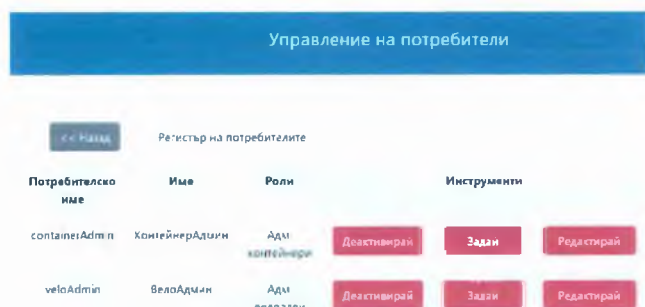 Управление на потребители
<< Назад Регистър на потребителите
Потребителско име Име Роли Инструменти
containerAdmin КонтейнерАдмин Адм контейнери Деактивирай Задай Редактирай
veloAdmin ВелоАдмин Адм Деактивирай Задай Редактирай